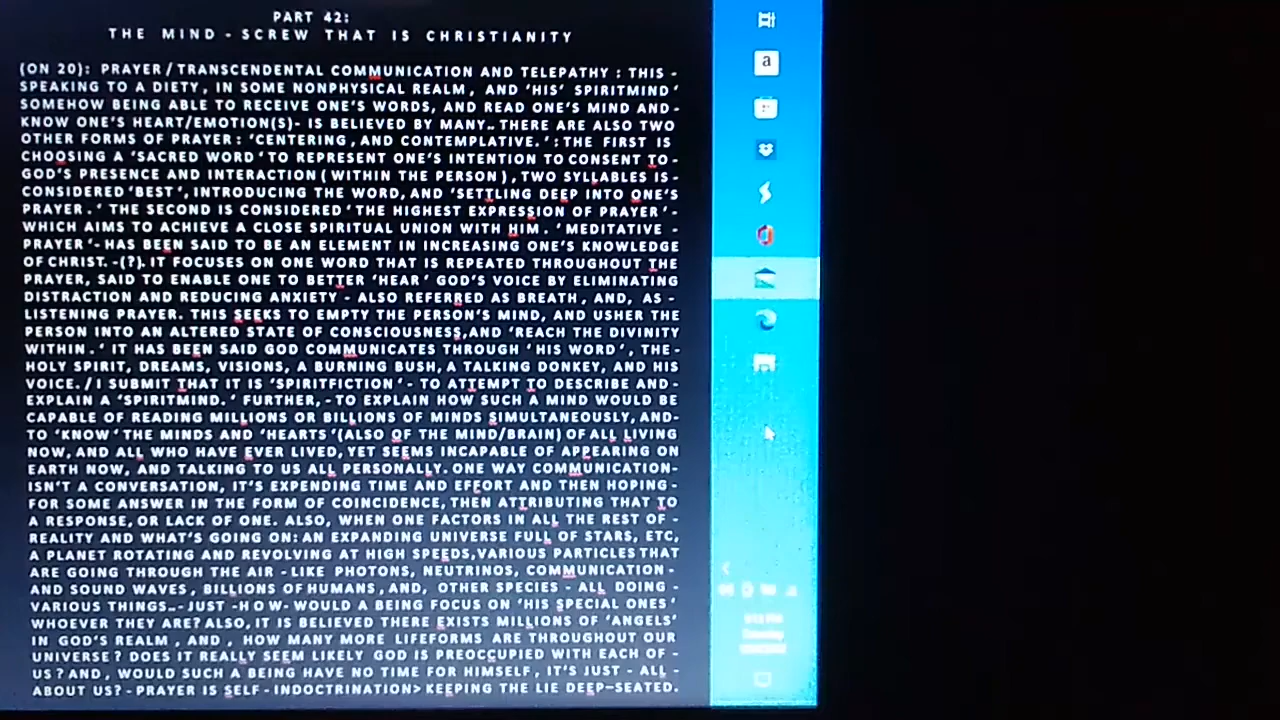 PART 42:
THE MIND - SCREW THAT IS CHRISTIANITY
(ON 20): PRAYER/TRANSCENDENTAL COMMUNICATION AND TELEPATHY : THIS -
SPEAKING TO A DIETY, IN SOME NONPHYSICAL REALM, AND 'HIS' SPIRITMIND'
SOMEHOW BEING ABLE TO RECEIVE ONE'S WORDS, AND READ ONE'S MIND AND-
KNOW ONE'S HEART/EMOTION(S)- IS BELIEVED BY MANY.. THERE ARE ALSO TWO
OTHER FORMS OF PRAYER: 'CENTERING, AND CONTEMPLATIVE.' : THE FIRST IS
CHOOSING A 'SACRED WORD' TO REPRESENT ONE'S INTENTION TO CONSENT TO-
GOD'S PRESENCE AND INTERACTION (WITHIN THE PERSON), TWO SYLLABLES IS-
CONSIDERED 'BEST', INTRODUCING THE WORD, AND 'SETTLING DEEP INTO ONE'S
PRAYER.' THE SECOND IS CONSIDERED 'THE HIGHEST EXPRESSION OF PRAYER'-
WHICH AIMS TO ACHIEVE A CLOSE SPIRITUAL UNION WITH HIM. 'MEDITATIVE -
PRAYER'- HAS BEEN SAID TO BE AN ELEMENT IN INCREASING ONE'S KNOWLEDGE
OF CHRIST. -(?). IT FOCUSES ON ONE WORD THAT IS REPEATED THROUGHOUT THE
PRAYER, SAID TO ENABLE ONE TO BETTER 'HEAR' GOD'S VOICE BY ELIMINATING
DISTRACTION AND REDUCING ANXIETY - ALSO REFERRED AS BREATH, AND, AS -
LISTENING PRAYER. THIS SEEKS TO EMPTY THE PERSON'S MIND, AND USHER THE
PERSON INTO AN ALTERED STATE OF CONSCIOUSNESS,AND 'REACH THE DIVINITY
WITHIN.' IT HAS BEEN SAID GOD COMMUNICATES THROUGH 'HIS WORD', THE-
HOLY SPIRIT, DREAMS, VISIONS, A BURNING BUSH, A TALKING DONKEY, AND HIS
VOICE./I SUBMIT THAT IT IS 'SPIRITFICTION'- TO ATTEMPT TO DESCRIBE AND-
EXPLAIN A 'SPIRITMIND.' FURTHER,- TO EXPLAIN HOW SUCH A MIND WOULD BE
CAPABLE OF READING MILLIONS OR BILLIONS OF MINDS SIMULTANEOUSLY, AND-
TO 'KNOW' THE MINDS AND 'HEARTS'(ALSO OF THE MIND/BRAIN) OF ALL LIVING
NOW, AND ALL WHO HAVE EVER LIVED, YET SEEMS INCAPABLE OF APPEARING ON
EARTH NOW, AND TALKING TO US ALL PERSONALLY. ONE WAY COMMUNICATION-
ISN'T A CONVERSATION, IT'S EXPENDING TIME AND EFFORT AND THEN HOPING -
FOR SOME ANSWER IN THE FORM OF COINCIDENCE, THEN ATTRIBUTING THAT TO
A RESPONSE, OR LACK OF ONE. ALSO, WHEN ONE FACTORS IN ALL THE REST OF -
REALITY AND WHAT'S GOING ON: AN EXPANDING UNIVERSE FULL OF STARS, ETC,
A PLANET ROTATING AND REVOLVING AT HIGH SPEEDS,VARIOUS PARTICLES THAT
ARE GOING THROUGH THE AIR - LIKE PHOTONS, NEUTRINOS, COMMUNICATION-
AND SOUND WAVES, BILLIONS OF HUMANS, AND, OTHER SPECIES - ALL DOING -
VARIOUS THINGS..- JUST -HOW- WOULD A BEING FOCUS ON 'HIS SPECIAL ONES'
WHOEVER THEY ARE? ALSO, IT IS BELIEVED THERE EXISTS MILLIONS OF 'ANGELS'
IN GOD'S REALM, AND, HOW MANY MORE LIFEFORMS ARE THROUGHOUT OUR
UNIVERSE? DOES IT REALLY SEEM LIKELY GOD IS PREOCCUPIED WITH EACH OF -
US? AND, WOULD SUCH A BEING HAVE NO TIME FOR HIMSELF, IT'S JUST - ALL -
ABOUT US? - PRAYER IS SELF - INDOCTRINATION> KEEPING THE LIE DEEP-SEATED.
a